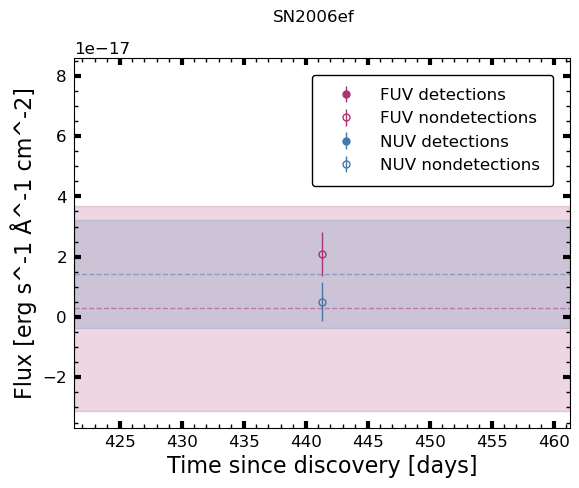 SN2006ef
1e−17
8
6
4
2
0
−2
Flux [erg s^-1 Å^-1 cm^-2]
FUV detections
FUV nondetections
NUV detections
NUV nondetections
425 430 435 440 445 450 455 460
Time since discovery [days]